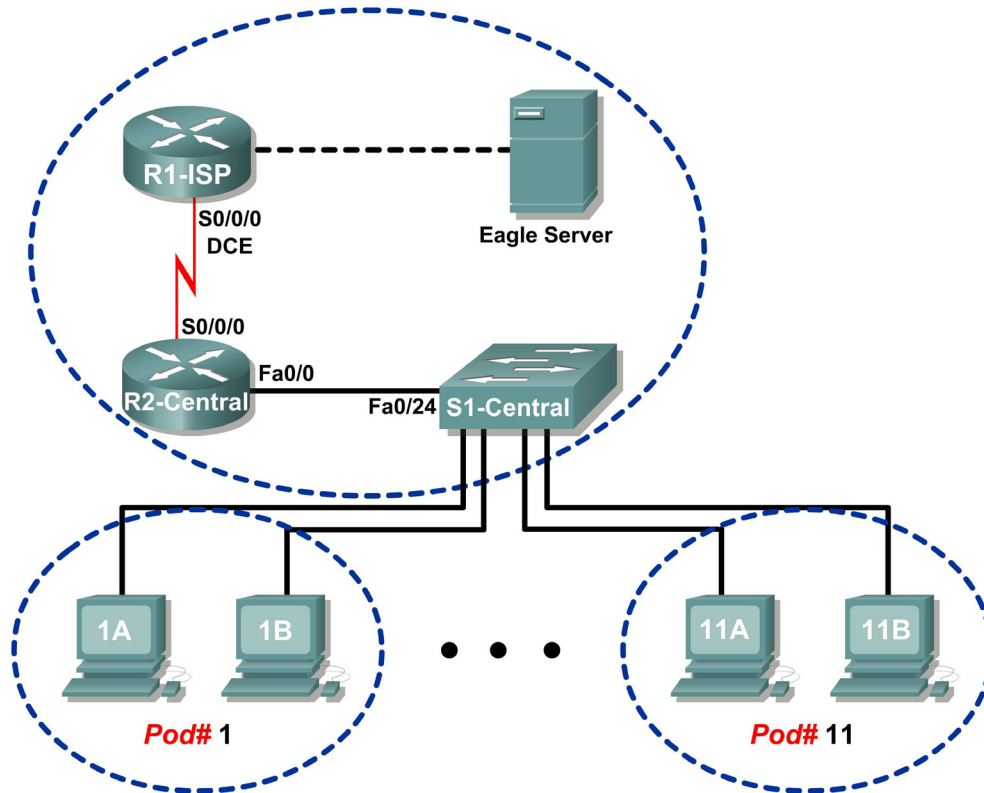 R1-ISP
S0/0/0
DCE
Eagle Server
S0/0/0
R2-Central
Fa0/0
Fa0/24
S1-Central
1A
1B
11A
11B
Pod# 1
Pod# 11